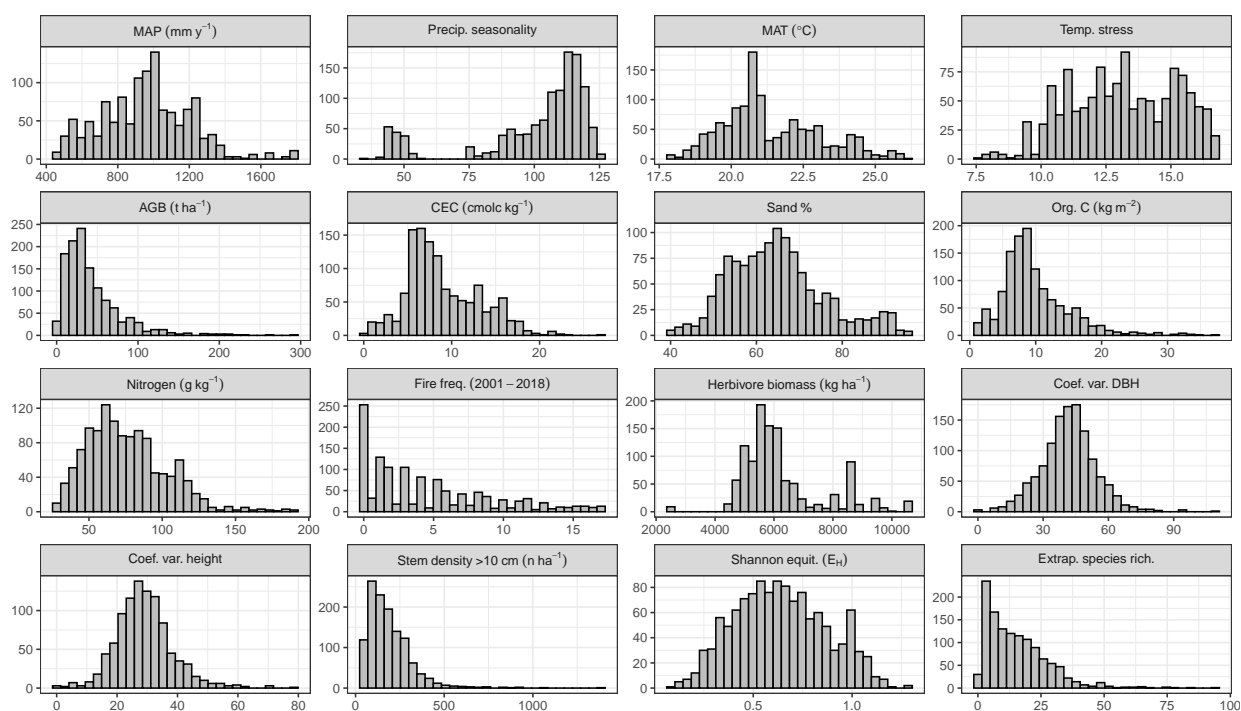 MAP (mm y⁻¹)
Precip. seasonality
MAT (°C)
Temp. stress
0 50 100
400 800 1200 1600
0 50 100 150
50 75 100 125
0 50 100 150
17.5 20.0 22.5 25.0
0 25 50 75
7.5 10.0 12.5 15.0
AGB (t ha⁻¹)
CEC (cmolc kg⁻¹)
Sand %
Org. C (kg m⁻²)
0 50 100 150 200 250
0 100 200 300
0 50 100 150
0 10 20
0 25 50 75 100
40 60 80
0 50 100 150 200
0 10 20 30
Nitrogen (g kg⁻¹)
Fire freq. (2001 − 2018)
Herbivore biomass (kg ha⁻¹)
Coef. var. DBH
0 40 80 120
50 100 150 200
0 50 100 150 200 250
0 5 10 15
0 50 100 150 200
2000 4000 6000 8000 10000
0 50 100 150
0 30 60 90
Coef. var. height
Stem density >10 cm (n ha⁻¹)
Shannon equit. (E_H)
Extrap. species rich.
0 50 100
0 20 40 60 80
0 50 100 150 200 250
0 500 1000
0 20 40 60 80
0.5 1.0
0 50 100 150 200
0 25 50 75 100